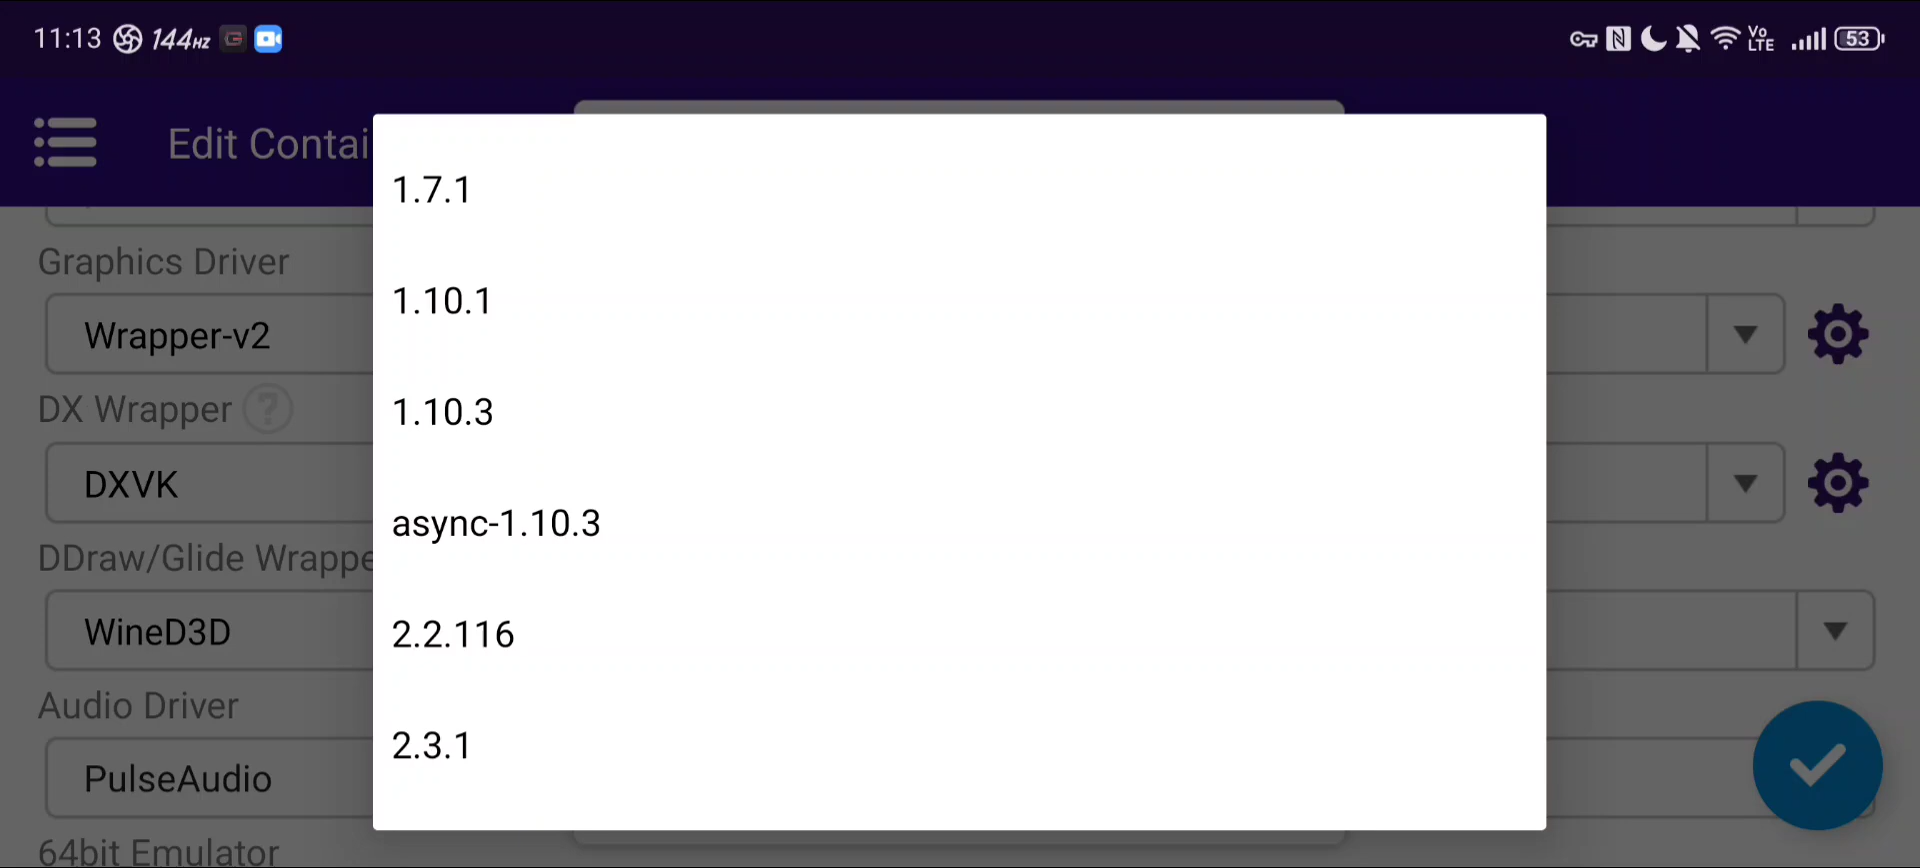 11:13 144HZ G Vo LTE 53
Edit Contai
1.7.1
Graphics Driver
1.10.1
Wrapper-v2
DX Wrapper ?
1.10.3
DXVK
async-1.10.3
DDraw/Glide Wrappe
WineD3D
2.2.116
Audio Driver
2.3.1
PulseAudio
64bit Emulator